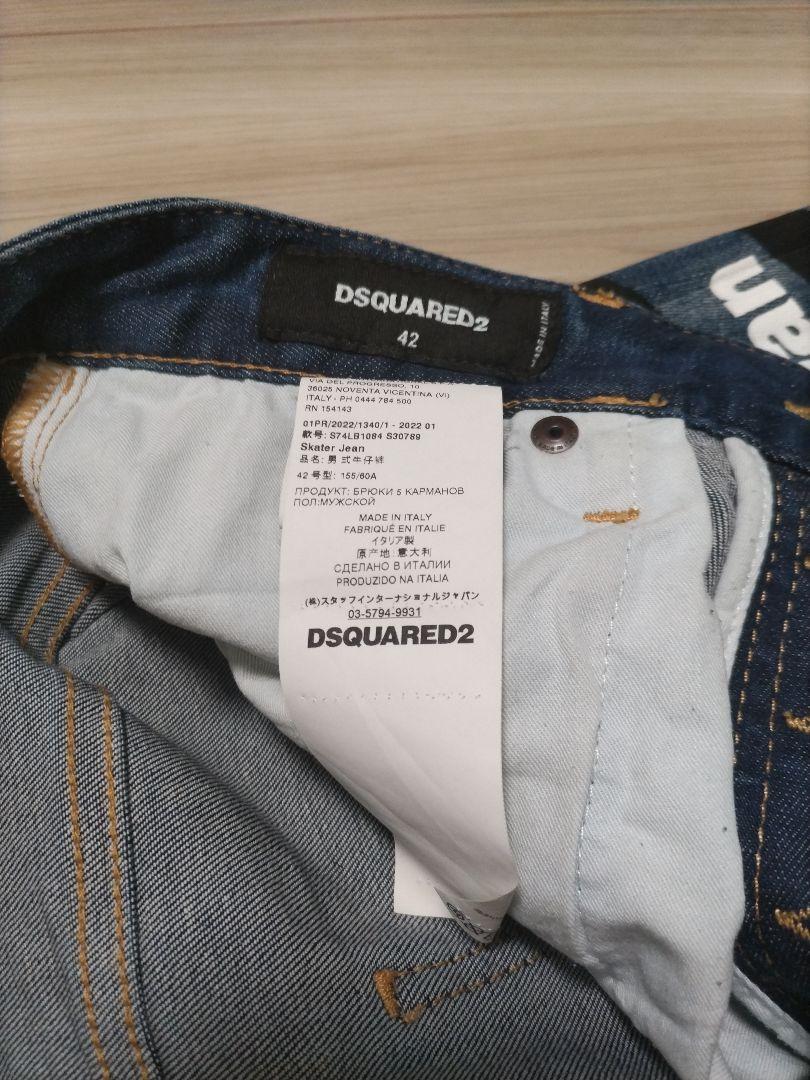 DSQUARED2
42
MADE IN ITALY
an
VIA DEL PROGRESSO, 10
36025 NOVENTA VICENTINA (VI)
ITALY - PH 0444 784 500
RN 154143
01PR/2022/1340/1 - 2022 01
款号: S74LB1084 S30789
Skater Jean
品名: 男 式 牛 仔 裤
42 号 型: 155/60A
ПРОДУКТ: БРЮКИ 5 КАРМАНОВ
ПОЛ:МУЖСКОЙ
MADE IN ITALY
FABRIQUÉ EN ITALIE
イタリア製
原产地: 意大利
СДЕЛАНО В ИТАЛИИ
PRODUZIDO NA ITALIA
(株)スタッフインターナショナルジャパン
03-5794-9931
DSQUARED2